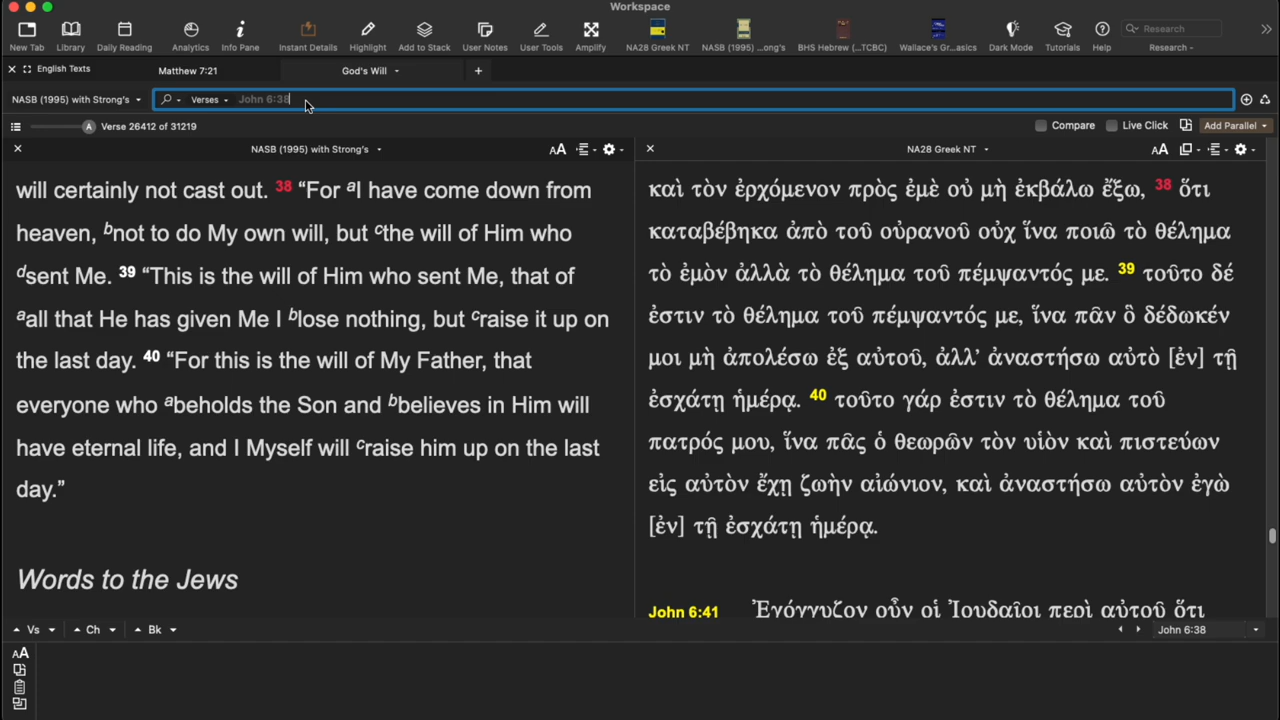 Workspace
New Tab Library Daily Reading Analytics Info Pane Instant Details Highlight Add to Stack User Notes User Tools Amplify NA28 Greek NT NASB (1995) ...ong's BHS Hebrew (...TCBC) Wallace's Gr...asics Dark Mode Tutorials Help Research
Research
English Texts Matthew 7:21 God's Will
NASB (1995) with Strong's Verses John 6:38
Verse 26412 of 31219 Compare Live Click Add Parallel
NASB (1995) with Strong's
will certainly not cast out. 38 “For aI have come down from
heaven, bnot to do My own will, but cthe will of Him who
dsent Me. 39 “This is the will of Him who sent Me, that of
aall that He has given Me I blose nothing, but craise it up on
the last day. 40 “For this is the will of My Father, that
everyone who abeholds the Son and bbelieves in Him will
have eternal life, and I Myself will craise him up on the last
day.”
Words to the Jews
NA28 Greek NT
καὶ τὸν ἐρχόμενον πρὸς ἐμὲ οὐ μὴ ἐκβάλω ἔξω, 38 ὅτι
καταβέβηκα ἀπὸ τοῦ οὐρανοῦ οὐχ ἵνα ποιῶ τὸ θέλημα
τὸ ἐμὸν ἀλλὰ τὸ θέλημα τοῦ πέμψαντός με. 39 τοῦτο δέ
ἐστιν τὸ θέλημα τοῦ πέμψαντός με, ἵνα πᾶν ὃ δέδωκέν
μοι μὴ ἀπολέσω ἐξ αὐτοῦ, ἀλλ’ ἀναστήσω αὐτὸ [ἐν] τῇ
ἐσχάτῃ ἡμέρᾳ. 40 τοῦτο γάρ ἐστιν τὸ θέλημα τοῦ
πατρός μου, ἵνα πᾶς ὁ θεωρῶν τὸν υἱὸν καὶ πιστεύων
εἰς αὐτὸν ἔχῃ ζωὴν αἰώνιον, καὶ ἀναστήσω αὐτὸν ἐγὼ
[ἐν] τῇ ἐσχάτῃ ἡμέρᾳ.
John 6:41 Ἐγόγγυζον οὖν οἱ Ἰουδαῖοι περὶ αὐτοῦ ὅτι
Vs Ch Bk John 6:38